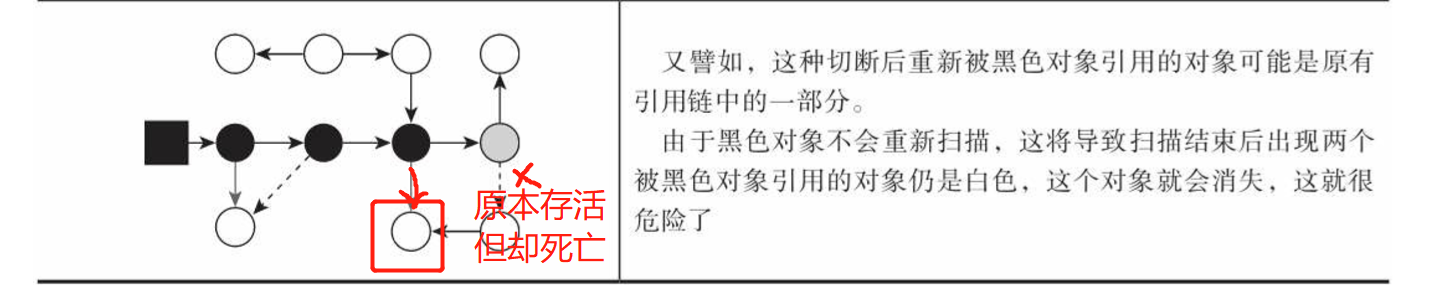 又譬如，这种切断后重新被黑色对象引用的对象可能是原有
引用链中的一部分。
由于黑色对象不会重新扫描，这将导致扫描结束后出现两个
被黑色对象引用的对象仍是白色，这个对象就会消失，这就很
危险了
原本存活
但却死亡